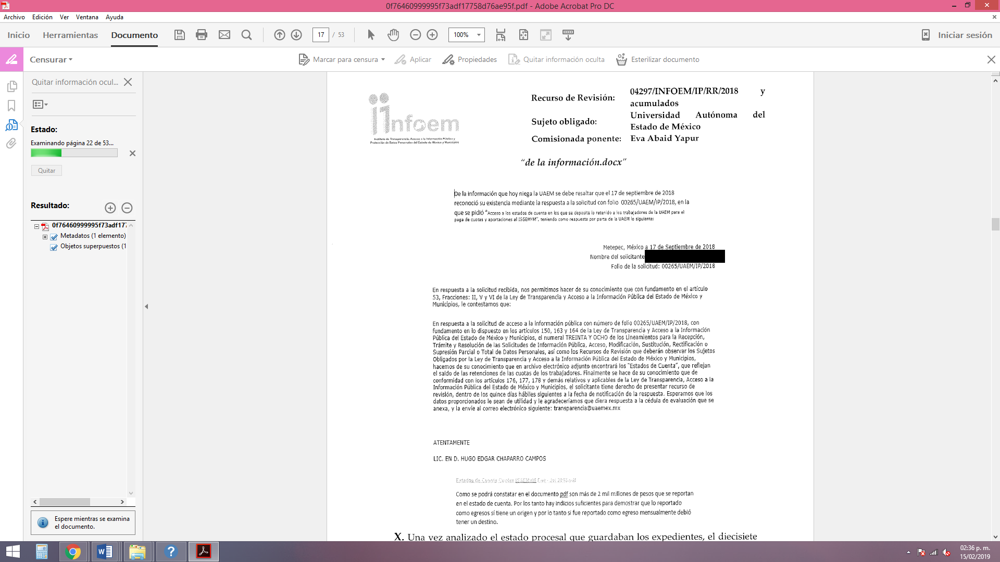 0f76460999995f73adf17758d76ae95f.pdf - Adobe Acrobat Pro DC
Archivo Edición Ver Ventana Ayuda
Inicio Herramientas Documento 17 / 53 100% Iniciar sesión
Censurar Marcar para censura Aplicar Propiedades Quitar información oculta Esterilizar documento
Quitar información ocul...
Estado:
Examinando página 22 de 53...
Quitar
Resultado:
0f76460999995f73adf177
Metadatos (1 elemento)
Objetos superpuestos (1
Espere mientras se examina
el documento.
infoem
Instituto de Transparencia, Acceso a la Información Pública y
Protección de Datos Personales del Estado de México y Municipios
Recurso de Revisión: 04297/INFOEM/IP/RR/2018 y
acumulados
Sujeto obligado: Universidad Autónoma del
Estado de México
Comisionada ponente: Eva Abaid Yapur
“de la información.docx”
De la información que hoy niega la UAEM se debe resaltar que el 17 de septiembre de 2018
reconoció su existencia mediante la respuesta a la solicitud con folio 00265/UAEM/IP/2018, en la
que se pidió “Acceso a los estados de cuenta en los que se deposita lo retenido a los trabajadores de la UAEM para el
paga de cuotas y aportaciones al ISSEMYM”, teniendo como respuesta por parte de la UAEM lo siguiente:
Metepec, México a 17 de Septiembre de 2018
Nombre del solicitante
Folio de la solicitud: 00265/UAEM/IP/2018
En respuesta a la solicitud recibida, nos permitimos hacer de su conocimiento que con fundamento en el artículo
53, Fracciones: II, V y VI de la Ley de Transparencia y Acceso a la Información Pública del Estado de México y
Municipios, le contestamos que:
En respuesta a la solicitud de acceso a la información pública con número de folio 00265/UAEM/IP/2018, con
fundamento en lo dispuesto en los artículos 150, 163 y 164 de la Ley de Transparencia y Acceso a la Información
Pública del Estado de México y Municipios, el numeral TREINTA Y OCHO de los Lineamientos para la Recepción,
Trámite y Resolución de las Solicitudes de Información Pública, Acceso, Modificación, Sustitución, Rectificación o
Supresión Parcial o Total de Datos Personales, así como los Recursos de Revisión que deberán observar los Sujetos
Obligados por la Ley de Transparencia y Acceso a la Información Pública del Estado de México y Municipios,
hacemos de su conocimiento que en archivo electrónico adjunto encontrará los “Estados de Cuenta”, que reflejan
el saldo de las retenciones de las cuotas de los trabajadores. Finalmente se hace de su conocimiento que de
conformidad con los artículos 176, 177, 178 y demás relativos y aplicables de la Ley de Transparencia, Acceso a la
Información Pública del Estado de México y Municipios, el solicitante tiene derecho de presentar recurso de
revisión, dentro de los quince días hábiles siguientes a la fecha de notificación de la respuesta. Esperamos que los
datos proporcionados le sean de utilidad y le agradeceríamos que diera respuesta a la cédula de evaluación que se
anexa, y la envíe al correo electrónico siguiente: transparencia@uaemex.mx
ATENTAMENTE
LIC. EN D. HUGO EDGAR CHAPARRO CAMPOS
Estados de Cuenta Cuotas ISSEMyM Ene - Jul 2018.pdf
Como se podrá constatar en el documento pdf son más de 2 mil millones de pesos que se reportan
en el estado de cuenta. Por los tanto hay indicios suficientes para demostrar que lo reportado
como egresos sí tiene un origen y por lo tanto si fue reportado como egreso mensualmente debió
tener un destino.
X. Una vez analizado el estado procesal que guardaban los expedientes, el diecisiete
02:36 p. m.
15/02/2019